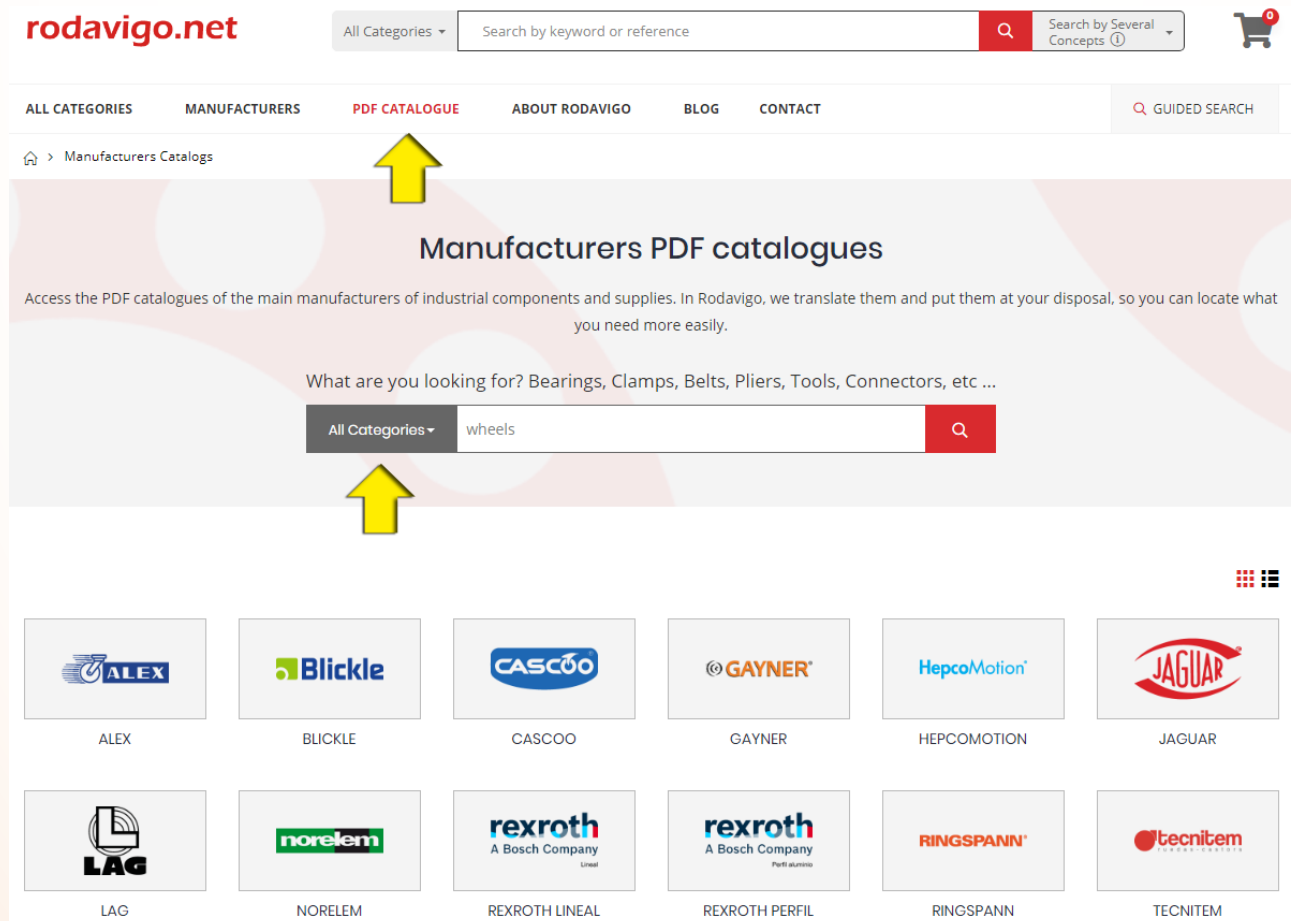 rodavigo.net
All Categories
Search by keyword or reference
Search by Several
Concepts
0
ALL CATEGORIES
MANUFACTURERS
PDF CATALOGUE
ABOUT RODAVIGO
BLOG
CONTACT
GUIDED SEARCH
> Manufacturers Catalogs
Manufacturers PDF catalogues
Access the PDF catalogues of the main manufacturers of industrial components and supplies. In Rodavigo, we translate them and put them at your disposal, so you can locate what
you need more easily.
What are you looking for? Bearings, Clamps, Belts, Pliers, Tools, Connectors, etc ...
All Categories
wheels
ALEX
Blickle
CASCOO
GAYNER
HepcoMotion
JAGUAR
ALEX
BLICKLE
CASCOO
GAYNER
HEPCOMOTION
JAGUAR
LAG
norelem
rexroth
A Bosch Company
Lineal
rexroth
A Bosch Company
Perfil aluminio
RINGSPANN
tecnitem
ruedas-castors
LAG
NORELEM
REXROTH LINEAL
REXROTH PERFIL
RINGSPANN
TECNITEM